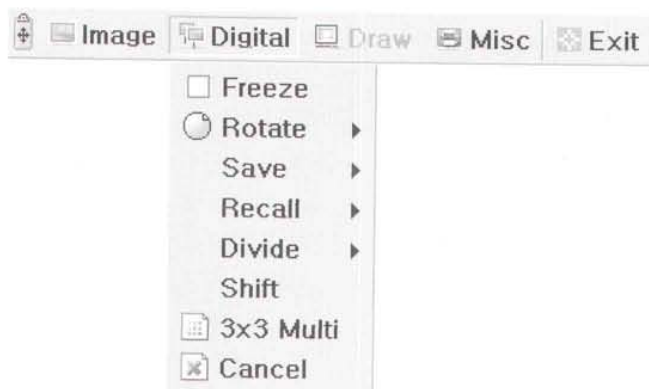 Image Digital Draw Misc Exit
Freeze
Rotate
Save
Recall
Divide
Shift
3x3 Multi
Cancel